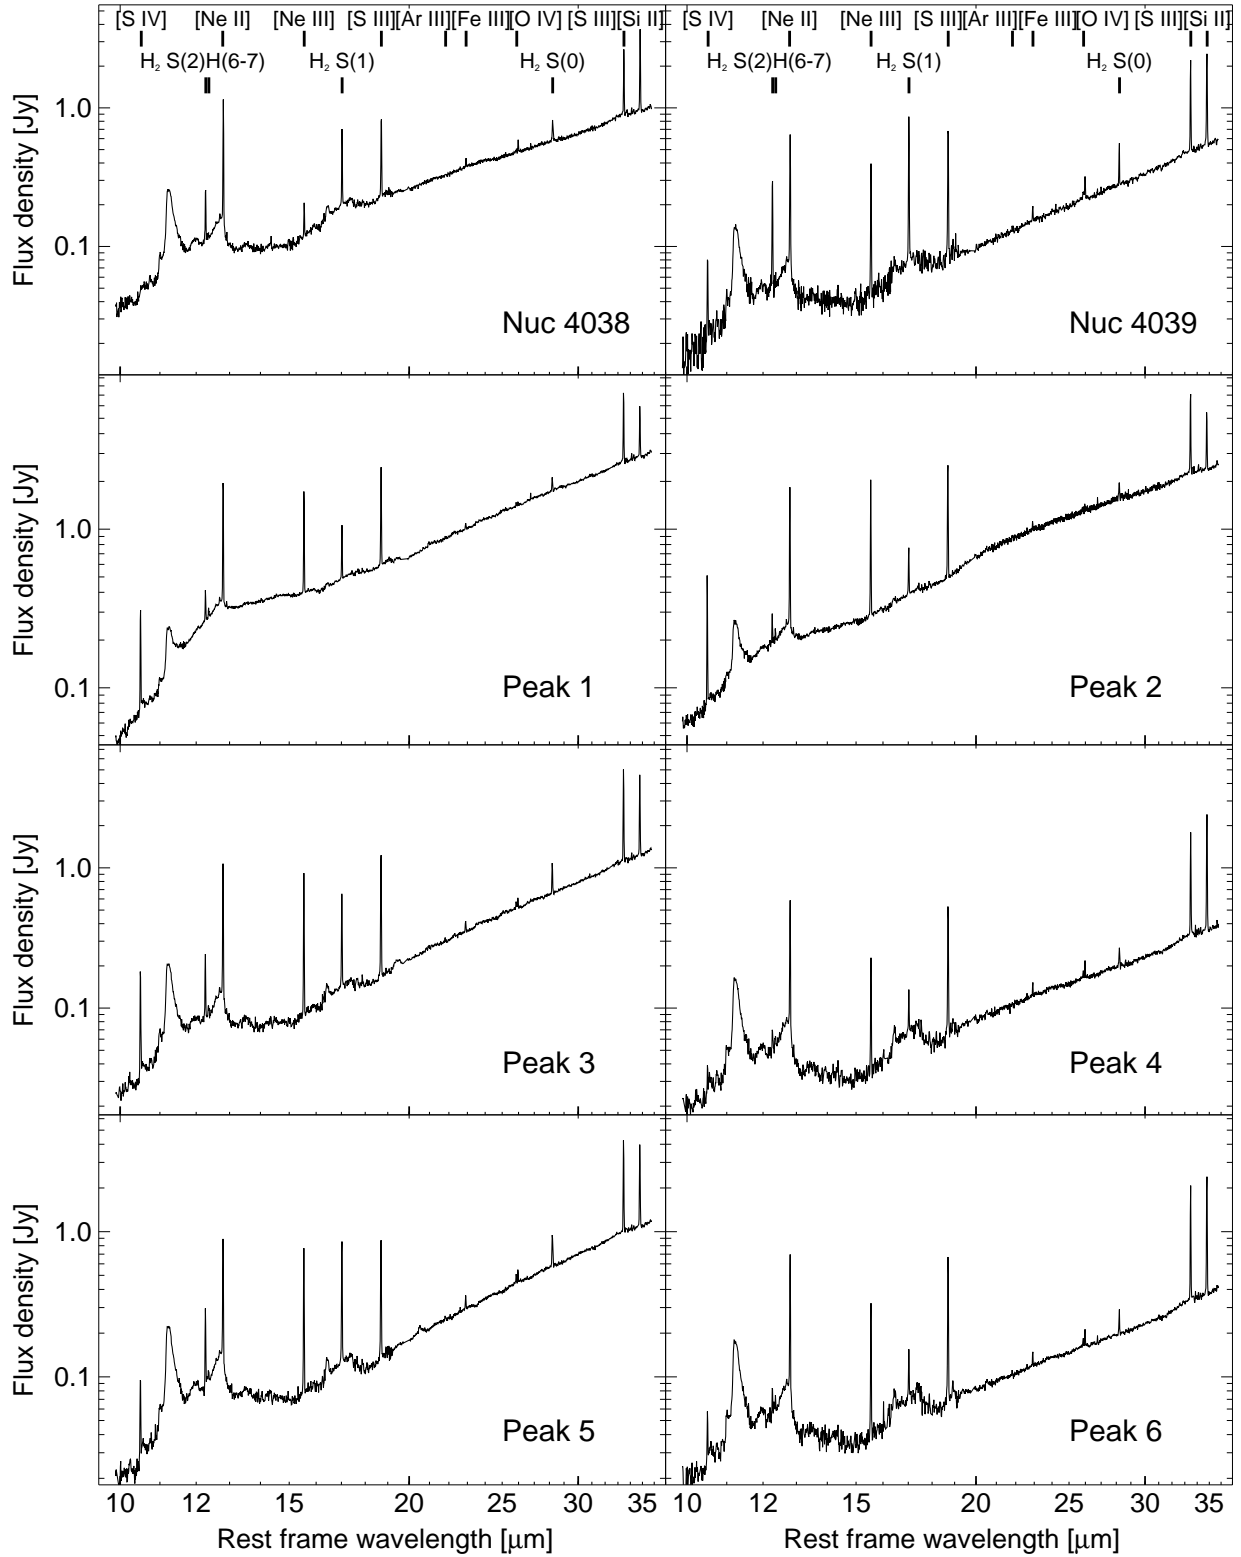 [S IV] [Ne II] [Ne III] [S III] [Ar III] [Fe III] [O IV] [S III] [Si II] [S IV] [Ne II] [Ne III] [S III] [Ar III] [Fe III] [O IV] [S III] [Si II]
H₂ S(2) H(6-7) H₂ S(1) H₂ S(0) H₂ S(2) H(6-7) H₂ S(1) H₂ S(0)
Flux density [Jy]
1.0
0.1
Nuc 4038 Nuc 4039
Flux density [Jy]
1.0
0.1
Peak 1 Peak 2
Flux density [Jy]
1.0
0.1
Peak 3 Peak 4
Flux density [Jy]
1.0
0.1
Peak 5 Peak 6
10 12 15 20 25 30 35 10 12 15 20 25 30 35
Rest frame wavelength [μm] Rest frame wavelength [μm]